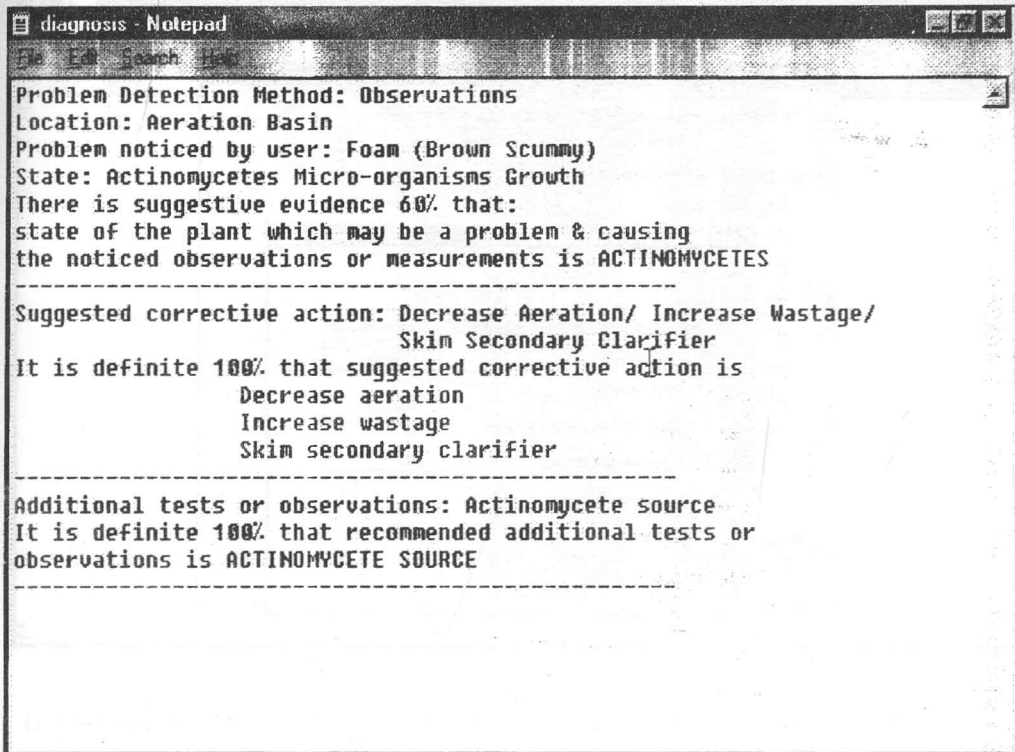 diagnosis - Notepad
File Edit Search Help
Problem Detection Method: Observations
Location: Aeration Basin
Problem noticed by user: Foam (Brown Scummy)
State: Actinomycetes Micro-organisms Growth
There is suggestive evidence 60% that:
state of the plant which may be a problem & causing
the noticed observations or measurements is ACTINOMYCETES
---------------------------------------------------
Suggested corrective action: Decrease Aeration/ Increase Wastage/
Skim Secondary Clarifier
It is definite 100% that suggested corrective action is
Decrease aeration
Increase wastage
Skim secondary clarifier
---------------------------------------------------
Additional tests or observations: Actinomycete source
It is definite 100% that recommended additional tests or
observations is ACTINOMYCETE SOURCE
---------------------------------------------------